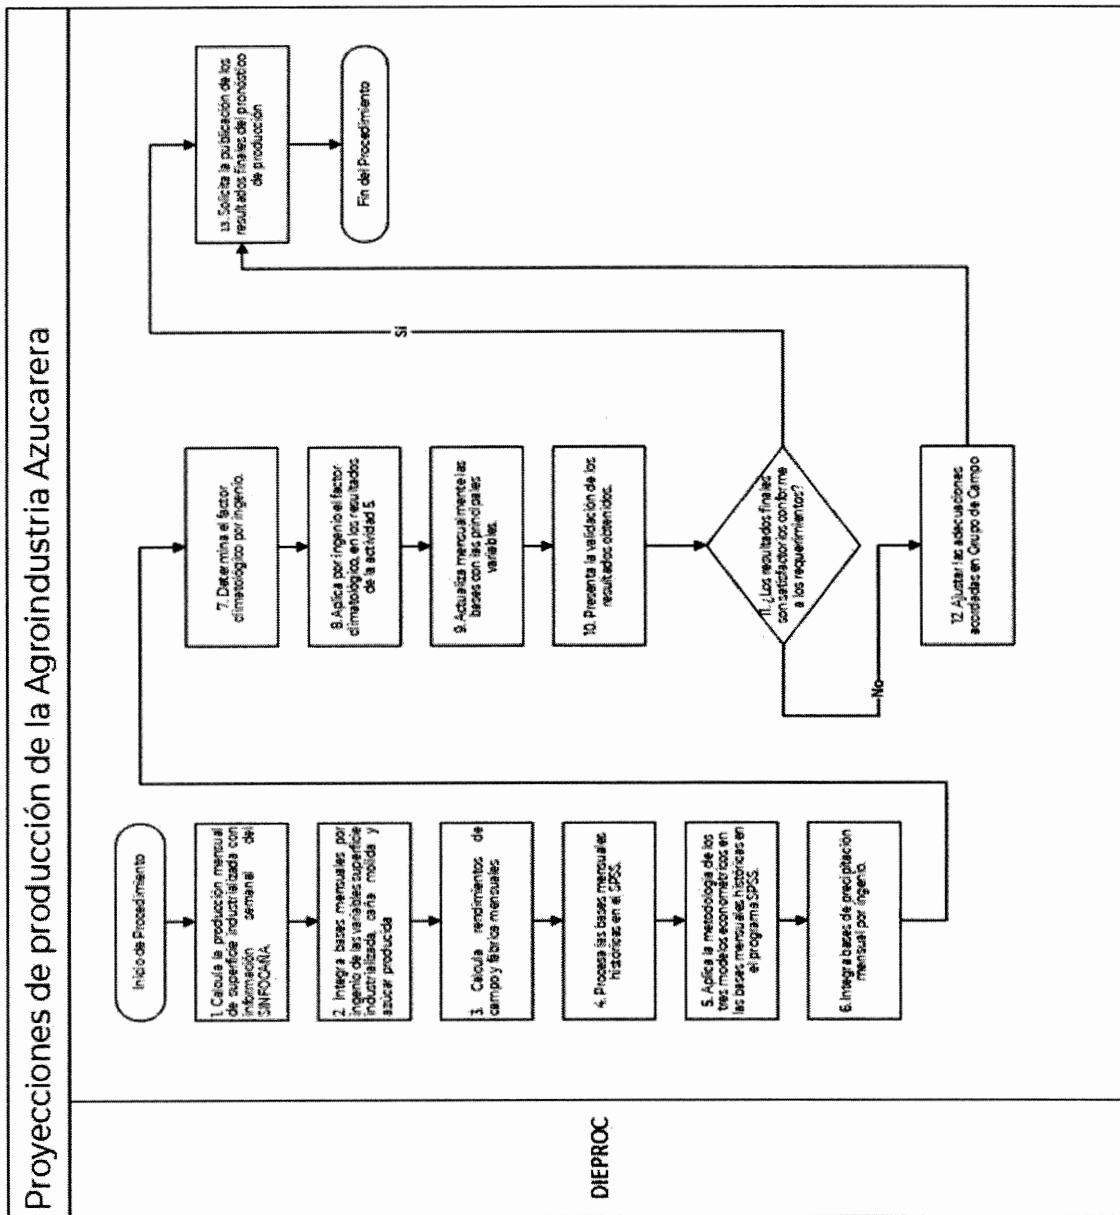 Proyecciones de producción de la Agroindustria Azucarera
DIEPROC
Inicio de Procedimiento
1. Calcula la producción mensual
de superficie industrializada con
información semanal del
SINFOCAÑA.
2. Integra bases mensuales por
ingenio de las variables superficie
industrializada, caña molida y
azúcar producida
3. Calcula rendimientos de
campo y fábrica mensuales
4. Procesa las bases mensuales
históricas en el SPSS.
5. Aplica la metodología de los
tres modelos econométricos en
las bases mensuales históricas en
el programa SPSS.
6. Integra bases de precipitación
mensual por ingenio.
7. Determina el factor
climatológico por ingenio.
8. Aplica por ingenio el factor
climatológico, en los resultados
de la actividad 5.
9. Actualiza mensualmente las
bases con las principales
variables.
10. Presenta la validación de los
resultados obtenidos.
11. ¿Los resultados finales
son satisfactorios conforme
a los requerimientos?
Sí
No
12. Ajustar las adecuaciones
acordadas en Grupo de Campo
13. Solicita la publicación de los
resultados finales del pronóstico
de producción
Fin del Procedimiento